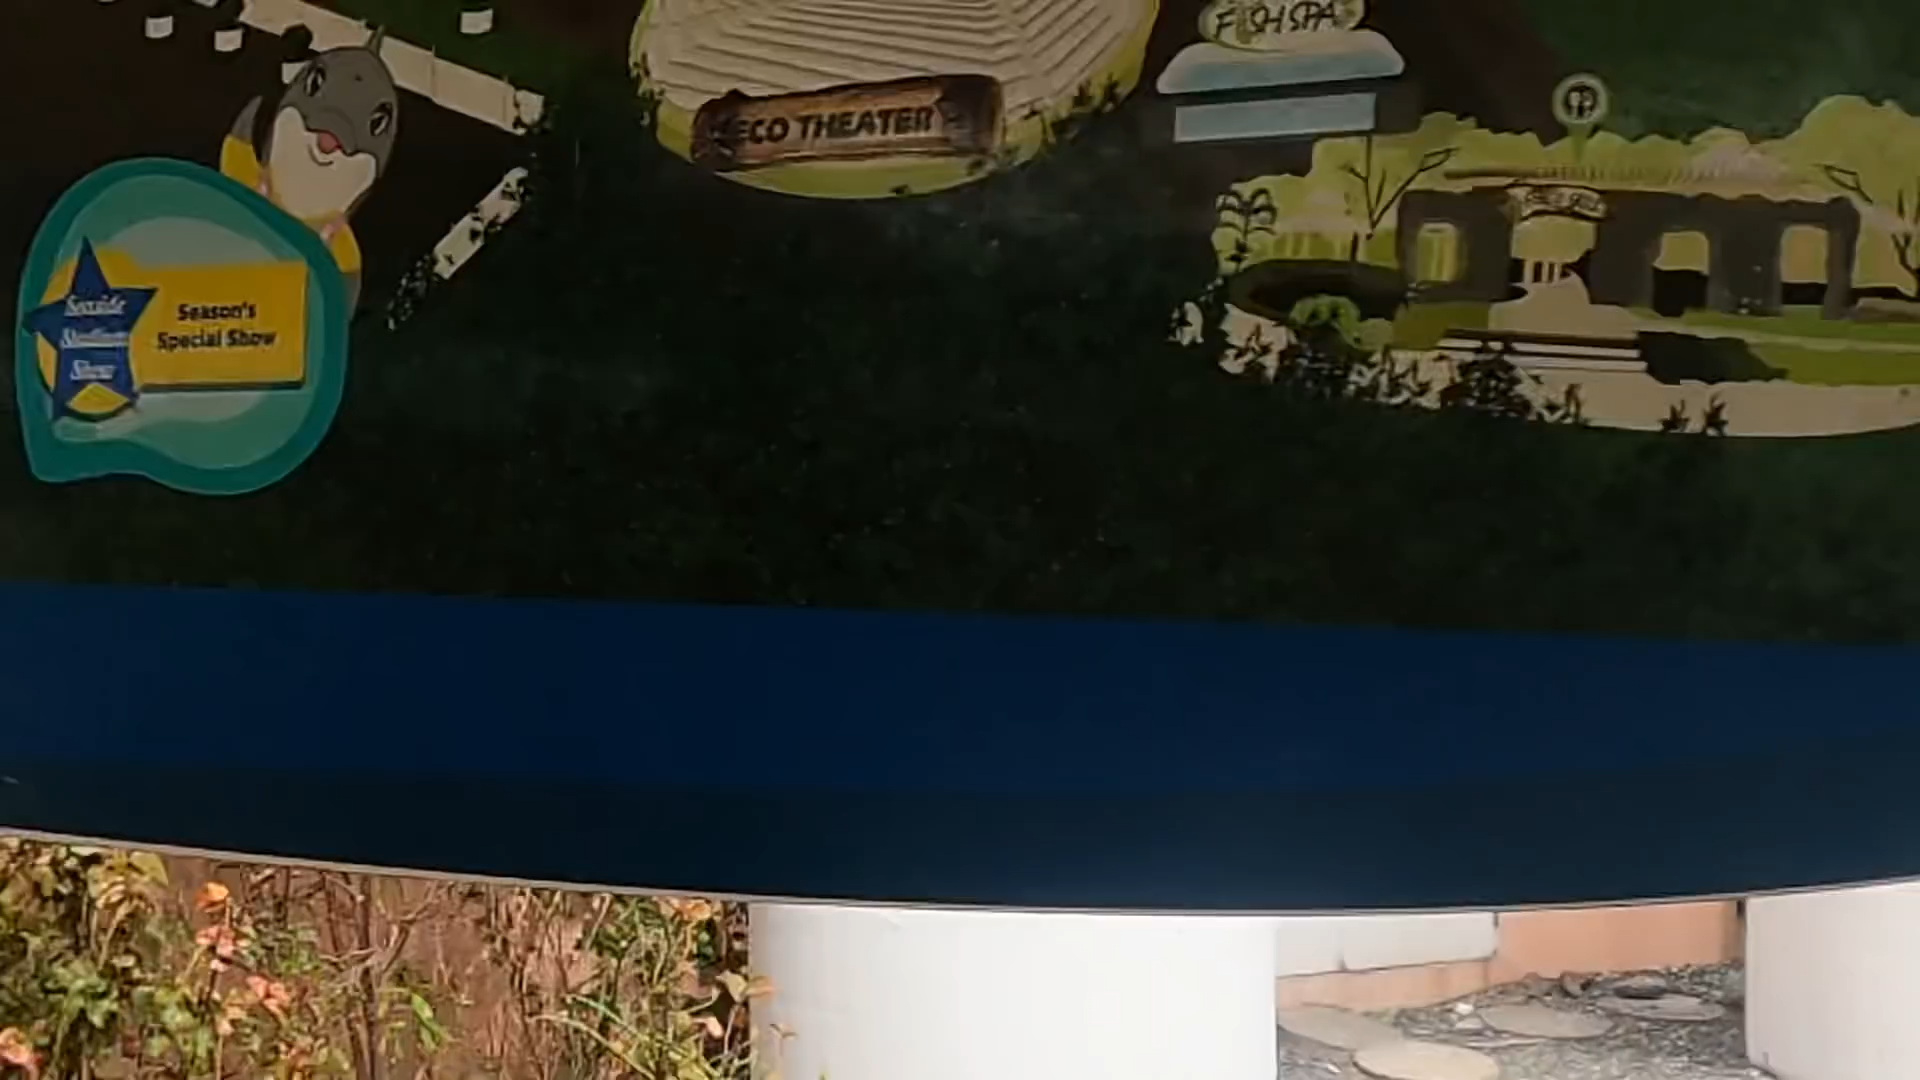 FISH SPA
ECO THEATER
Seaside
Stadium
Show
Season's
Special Show